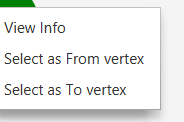 View Info
Select as From vertex
Select as To vertex